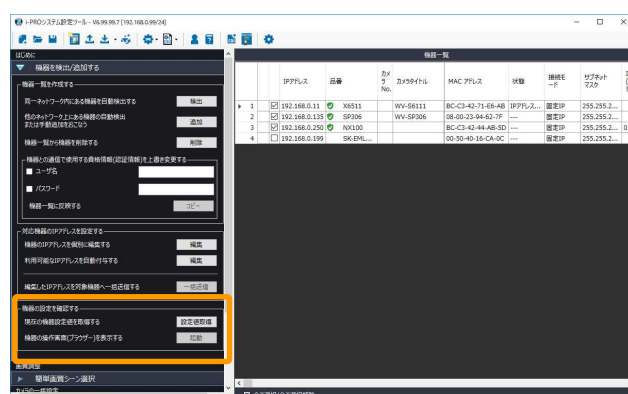 i-PROシステム設定ツール - V6.99.99.7 [192.168.0.99/24]
はじめに
機器を検出/追加する
機器一覧を作成する
同一ネットワーク内にある機器を自動検出する
検出
他のネットワーク上にある機器の自動検出
または手動追加をおこなう
追加
機器一覧から機器を削除する
削除
機器との通信で使用する資格情報(認証情報)を上書き変更する
ユーザ名
パスワード
機器一覧に反映する
コピー
対応機器のIPアドレスを設定する
機器のIPアドレスを個別に編集する
編集
利用可能なIPアドレスを自動付与する
編集
編集したIPアドレスを対象機器へ一括送信する
一括送信
機器の設定を確認する
現在の機器設定値を取得する
設定値取得
機器の操作画面(ブラウザー)を表示する
起動
画質調整
簡単画質シーン選択
カメラの一括設定
機器一覧
IPアドレス 品番 カメラNo. カメラタイトル MAC アドレス 状態 接続モード サブネットマスク
1 192.168.0.11 X6511 WV-S6111 BC-C3-42-71-E6-AB IPアドレス... 固定IP 255.255.2...
2 192.168.0.135 SP306 WV-SP306 08-00-23-94-62-7F --- 固定IP 255.255.2...
3 192.168.0.250 NX100 BC-C3-42-44-AB-5D --- 固定IP 255.255.2...
4 192.168.0.199 SK-EML... 00-50-40-16-CA-0C --- 固定IP 255.255.2...